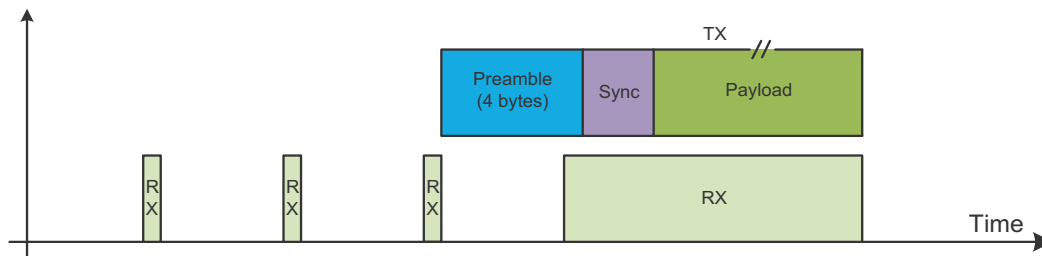 TX
Preamble
(4 bytes)
Sync
Payload
R
X
R
X
R
X
RX
Time